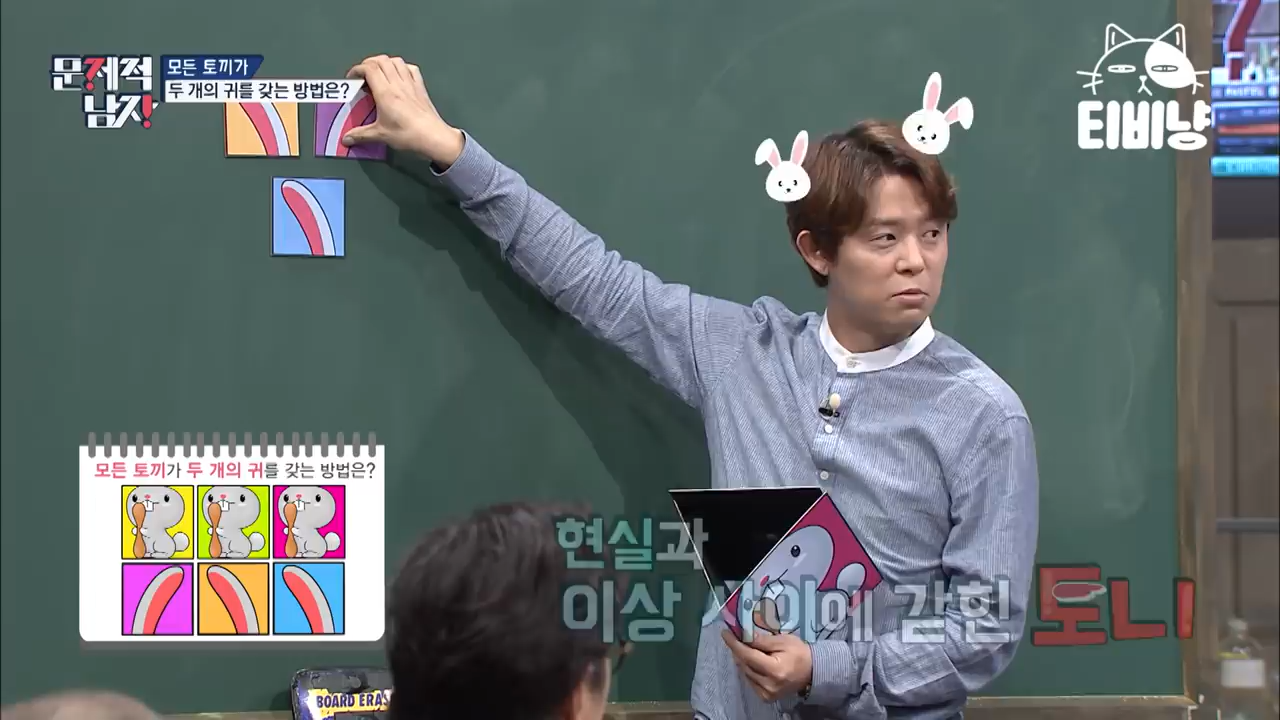 문제적
남자
모든 토끼가
두 개의 귀를 갖는 방법은?
티비냥
모든 토끼가 두 개의 귀를 갖는 방법은?
현실과
이상 사이에 갇힌 토니
BOARD ERAS